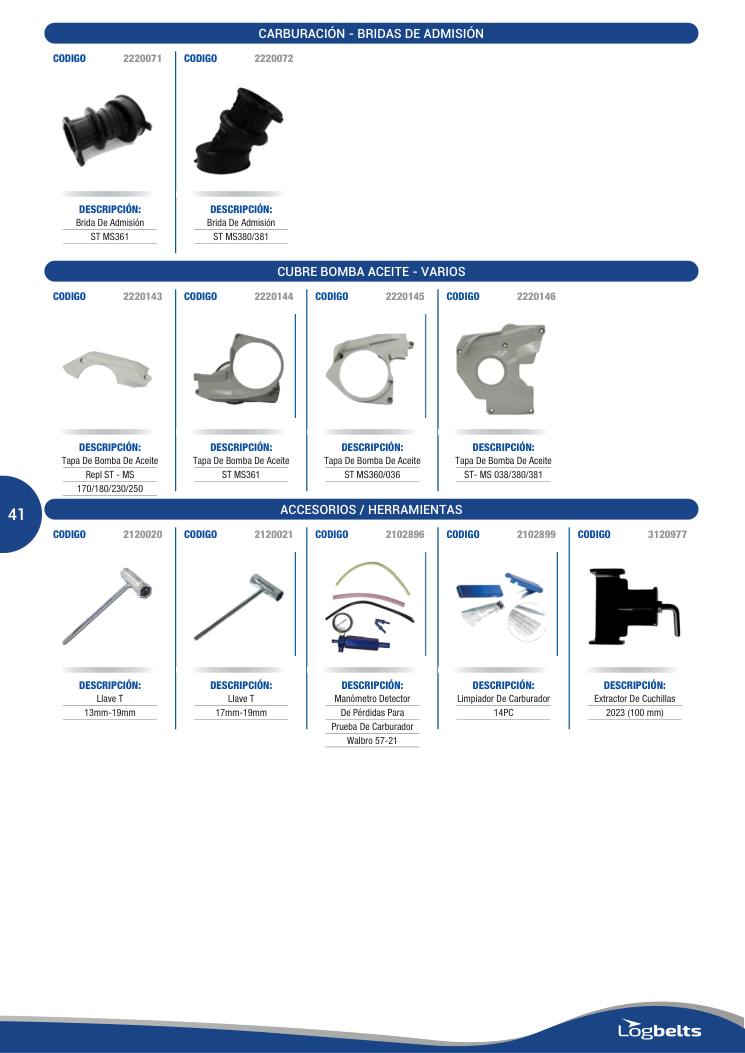 CARBURACIÓN - BRIDAS DE ADMISIÓN
CODIGO 2220071
DESCRIPCIÓN:
Brida De Admisión
ST MS361
CODIGO 2220072
DESCRIPCIÓN:
Brida De Admisión
ST MS380/381
CUBRE BOMBA ACEITE - VARIOS
CODIGO 2220143
DESCRIPCIÓN:
Tapa De Bomba De Aceite
Repl ST - MS
170/180/230/250
CODIGO 2220144
DESCRIPCIÓN:
Tapa De Bomba De Aceite
ST MS361
CODIGO 2220145
DESCRIPCIÓN:
Tapa De Bomba De Aceite
ST MS360/036
CODIGO 2220146
DESCRIPCIÓN:
Tapa De Bomba De Aceite
ST- MS 038/380/381
41
ACCESORIOS / HERRAMIENTAS
CODIGO 2120020
DESCRIPCIÓN:
Llave T
13mm-19mm
CODIGO 2120021
DESCRIPCIÓN:
Llave T
17mm-19mm
CODIGO 2102896
DESCRIPCIÓN:
Manómetro Detector
De Pérdidas Para
Prueba De Carburador
Walbro 57-21
CODIGO 2102899
DESCRIPCIÓN:
Limpiador De Carburador
14PC
CODIGO 3120977
DESCRIPCIÓN:
Extractor De Cuchillas
2023 (100 mm)
Logbelts